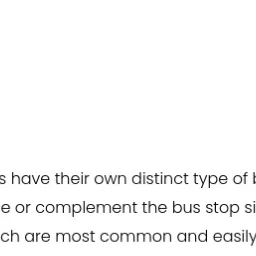 s have their own distinct type of
e or complement the bus stop si
ch are most common and easily